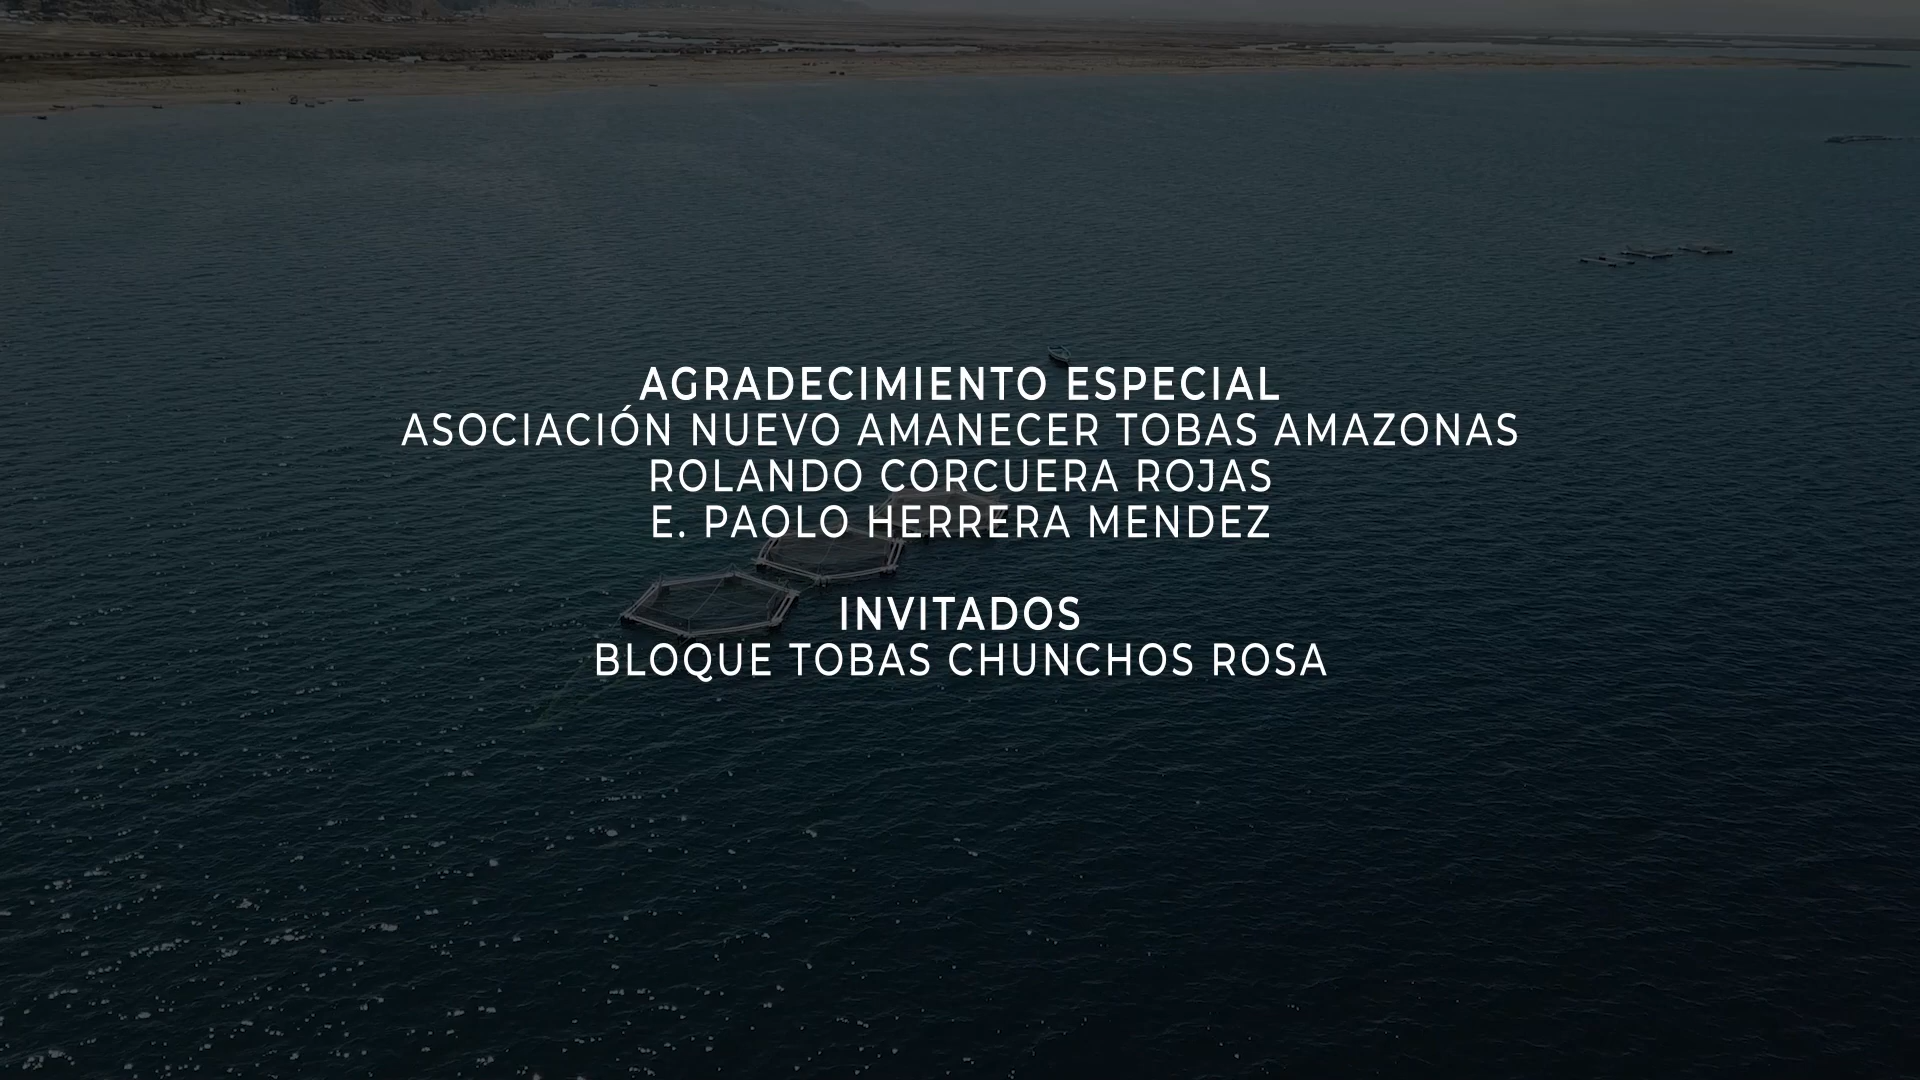 AGRADECIMIENTO ESPECIAL
ASOCIACIÓN NUEVO AMANECER TOBAS AMAZONAS
ROLANDO CORCUERA ROJAS
E. PAOLO HERRERA MENDEZ
INVITADOS
BLOQUE TOBAS CHUNCHOS ROSA